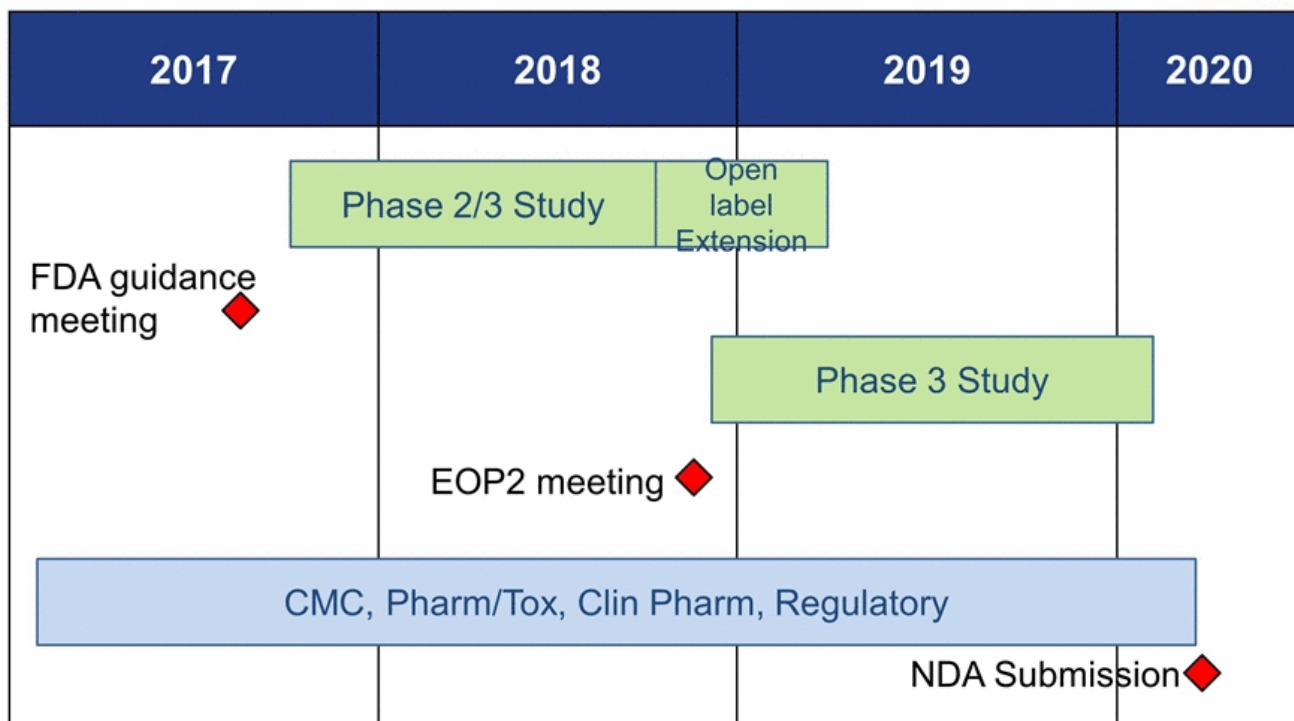 2017
2018
2019
2020
Phase 2/3 Study
Open
label
Extension
FDA guidance
meeting
Phase 3 Study
EOP2 meeting
CMC, Pharm/Tox, Clin Pharm, Regulatory
NDA Submission